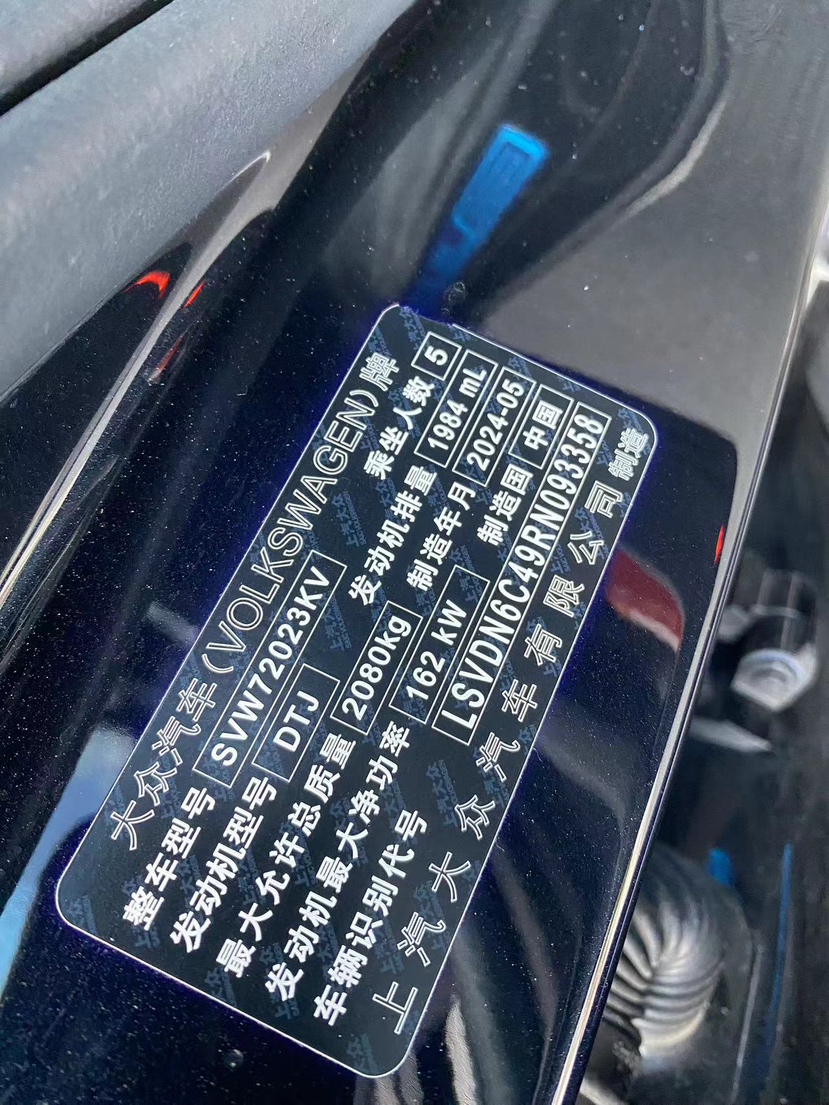 大众汽车(VOLKSWAGEN)牌
整车型号 SVW72023KV 乘坐人数 5
发动机型号 DTJ 发动机排量 1984 mL
最大允许总质量 2080kg 制造年月 2024-05
发动机最大净功率 162 kW 制造国 中国
车辆识别代号 LSVDN6C49RN093358
上汽大众汽车有限公司 制造